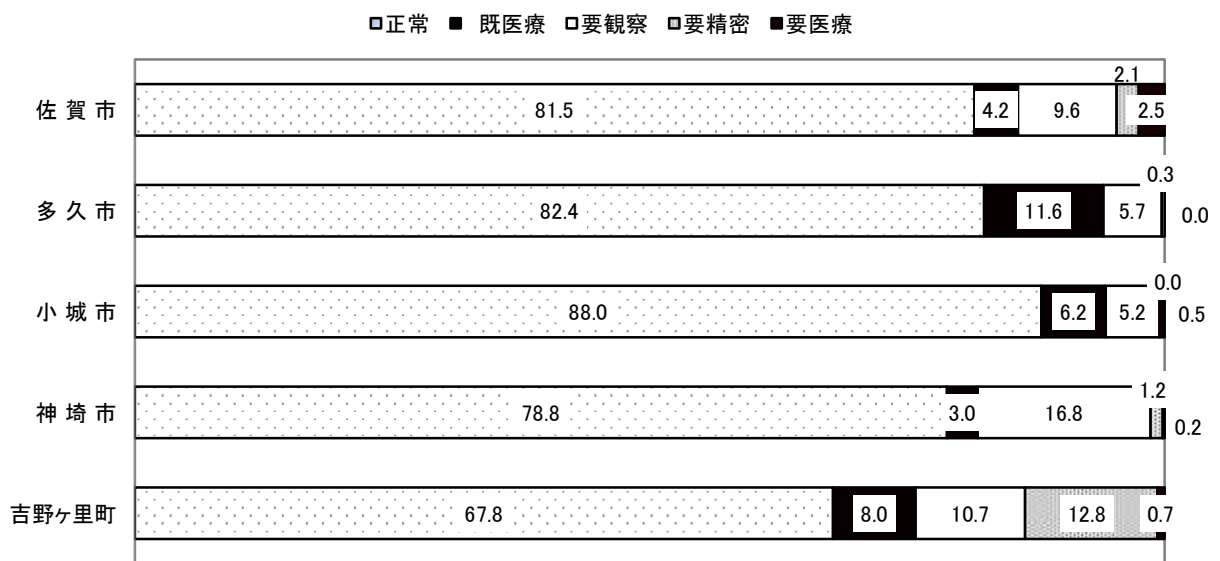 正常 既医療 要観察 要精密 要医療
2.1
佐賀市 81.5 4.2 9.6 2.5
0.3
多久市 82.4 11.6 5.7 0.0
0.0
小城市 88.0 6.2 5.2 0.5
1.2
神埼市 78.8 3.0 16.8 0.2
吉野ヶ里町 67.8 8.0 10.7 12.8 0.7